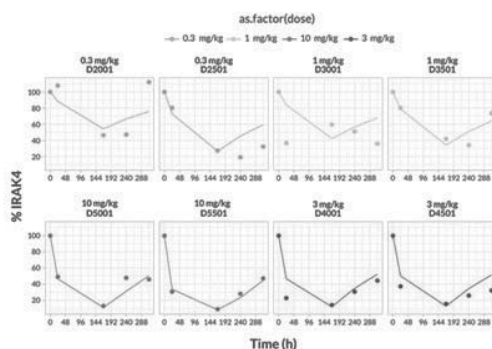 as.factor(dose)
0.3 mg/kg 1 mg/kg 10 mg/kg 3 mg/kg
0.3 mg/kg 0.3 mg/kg 1 mg/kg 1 mg/kg
D2001 D2501 D3001 D3501
100
80
60
40
20
0 48 96 144 192 240 288 0 48 96 144 192 240 288 0 48 96 144 192 240 288 0 48 96 144 192 240 288
% IRAK4
10 mg/kg 10 mg/kg 3 mg/kg 3 mg/kg
D5001 D5501 D4001 D4501
100
80
60
40
20
0 48 96 144 192 240 288 0 48 96 144 192 240 288 0 48 96 144 192 240 288 0 48 96 144 192 240 288
Time (h)